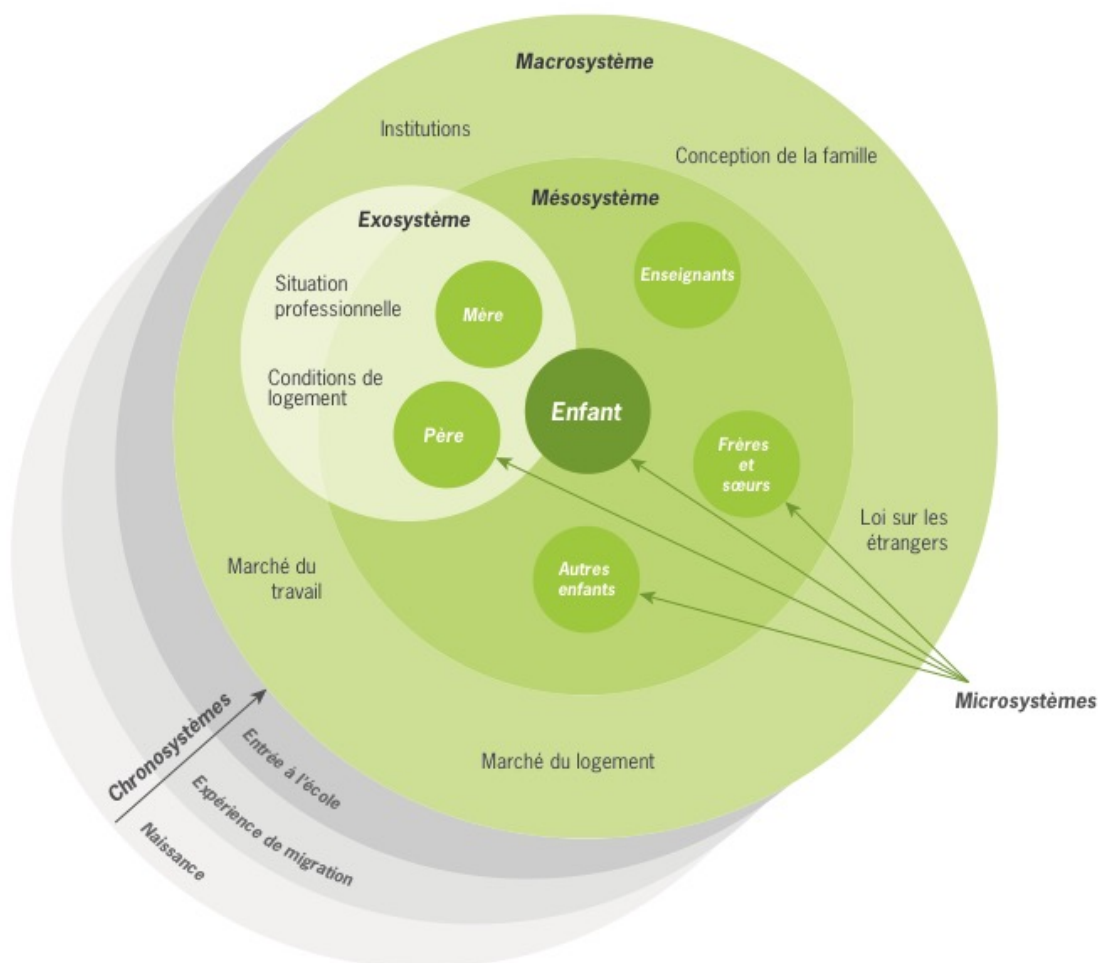 Macrosystème
Institutions
Conception de la famille
Mésosystème
Exosystème
Enseignants
Situation
professionnelle
Mère
Conditions de
logement
Enfant
Père
Frères
et
sœurs
Loi sur les
étrangers
Autres
enfants
Marché du
travail
Microsystèmes
Marché du logement
Chronosystèmes
Entrée à l'école
Expérience de migration
Naissance